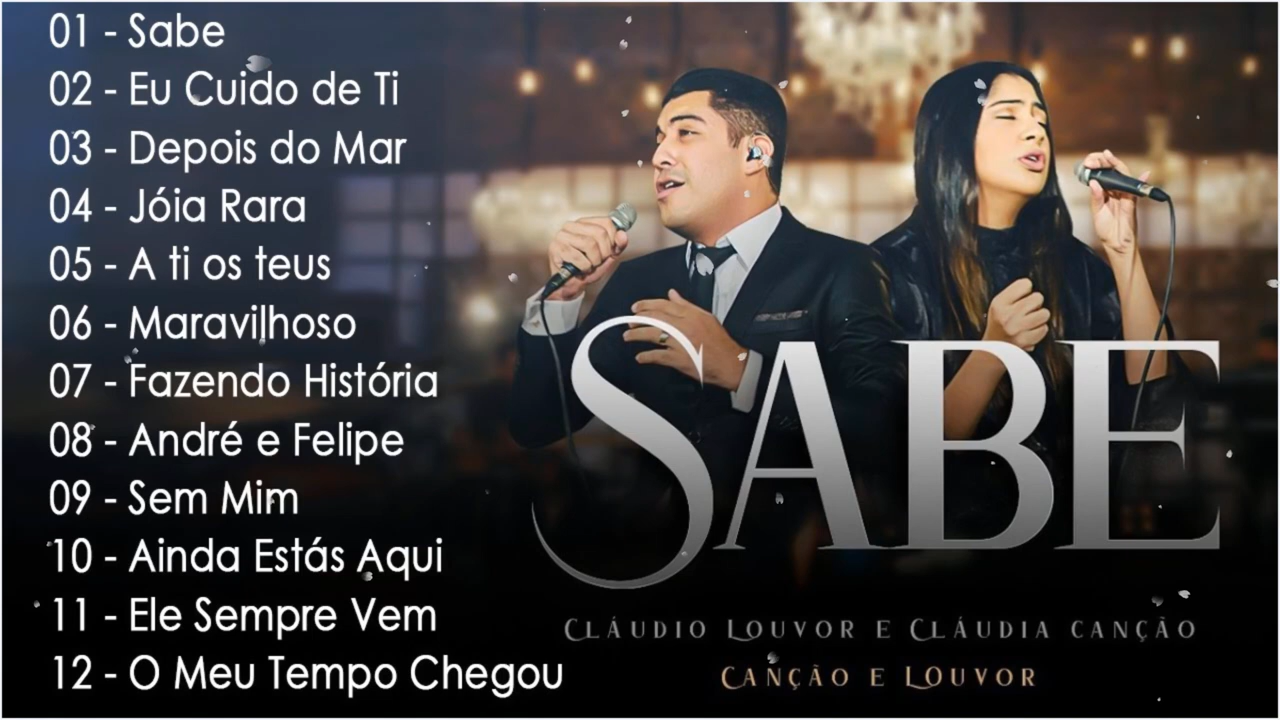 01 - Sabe
02 - Eu Cuido de Ti
03 - Depois do Mar
04 - Jóia Rara
05 - A ti os teus
06 - Maravilhoso
07 - Fazendo História
08 - André e Felipe
09 - Sem Mim
10 - Ainda Estás Aqui
11 - Ele Sempre Vem
12 - O Meu Tempo Chegou
SABE
CLÁUDIO LOUVOR E CLÁUDIA CANÇÃO
CANÇÃO E LOUVOR